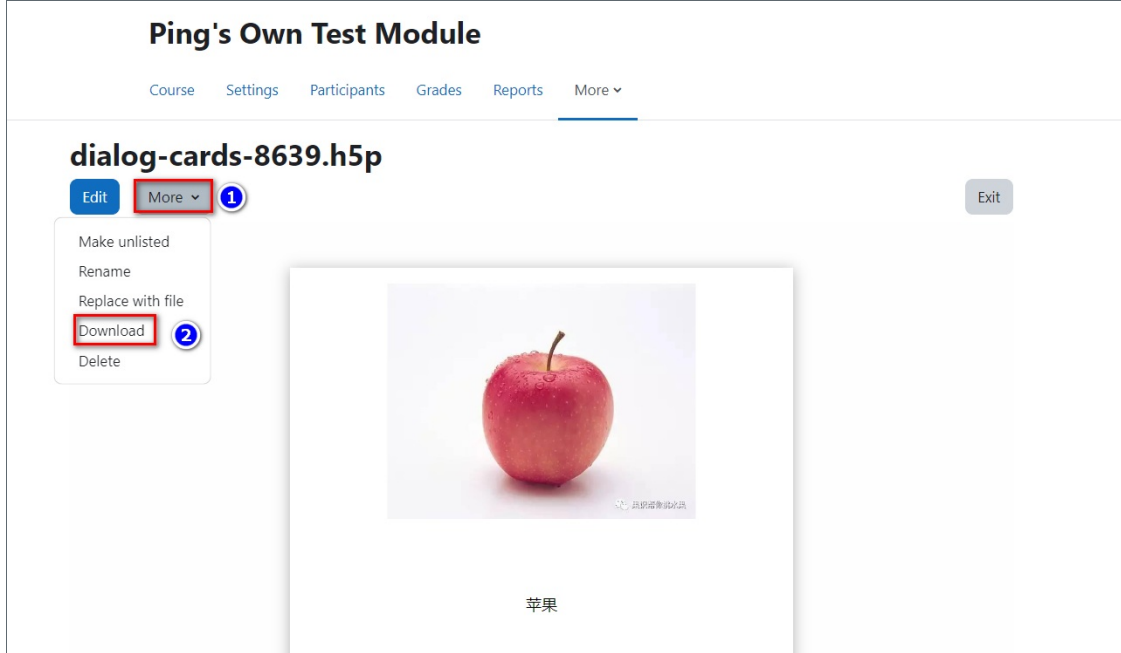 Ping's Own Test Module
Course Settings Participants Grades Reports More
dialog-cards-8639.h5p
Edit More 1 Exit
Make unlisted
Rename
Replace with file
Download 2
Delete
苹果